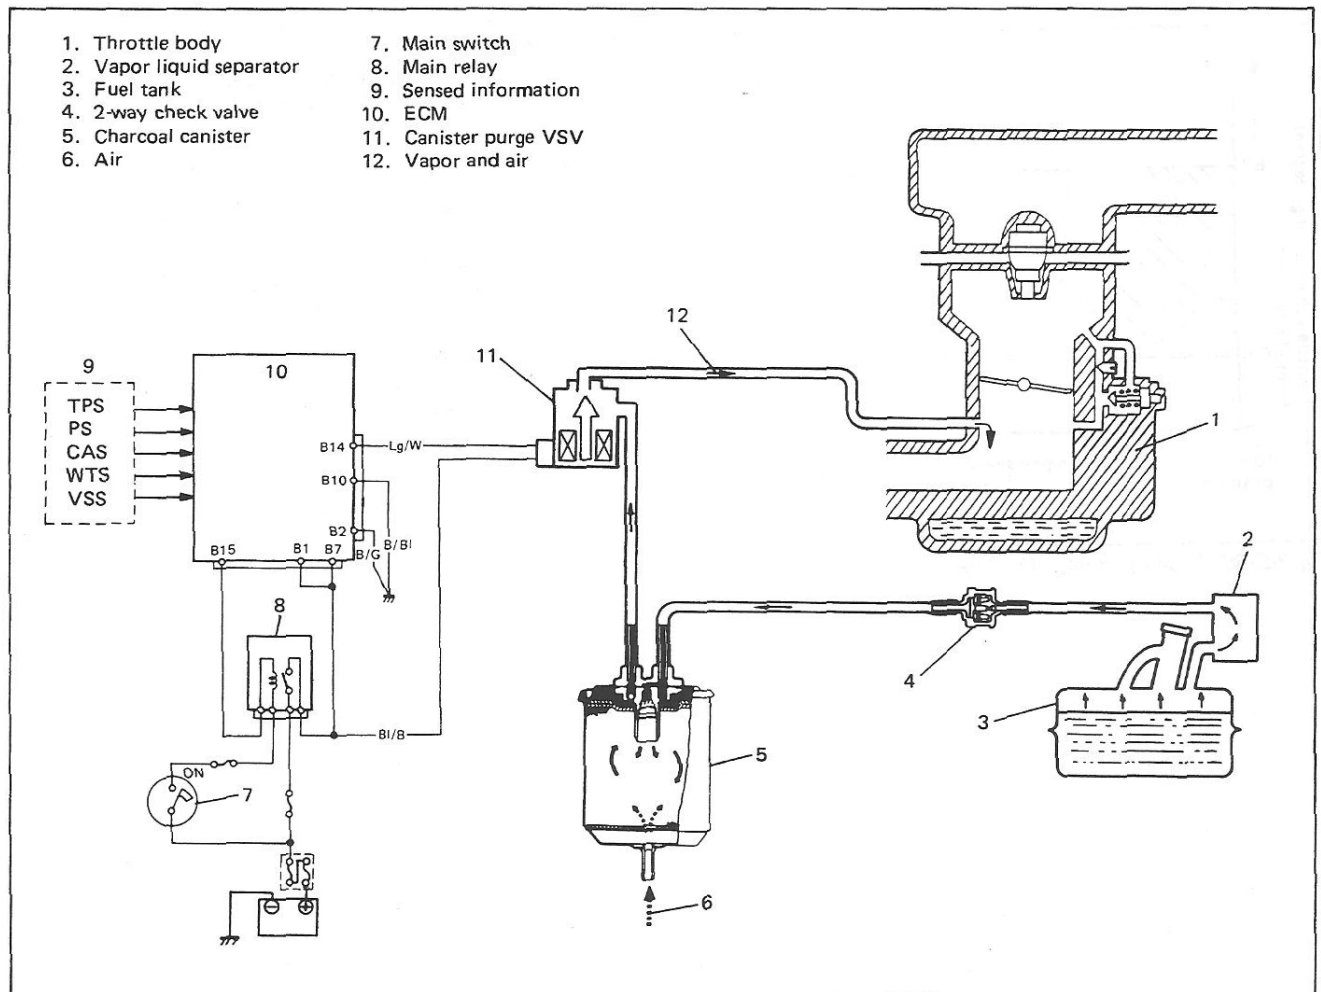 1. Throttle body
2. Vapor liquid separator
3. Fuel tank
4. 2-way check valve
5. Charcoal canister
6. Air
7. Main switch
8. Main relay
9. Sensed information
10. ECM
11. Canister purge VSV
12. Vapor and air
12
11
9
10
TPS
PS
CAS
WTS
VSS
B14
Lg/W
B10
B2
B/G
B/Bl
B15
B1
B7
1
2
8
4
3
Bl/B
5
ON
7
6